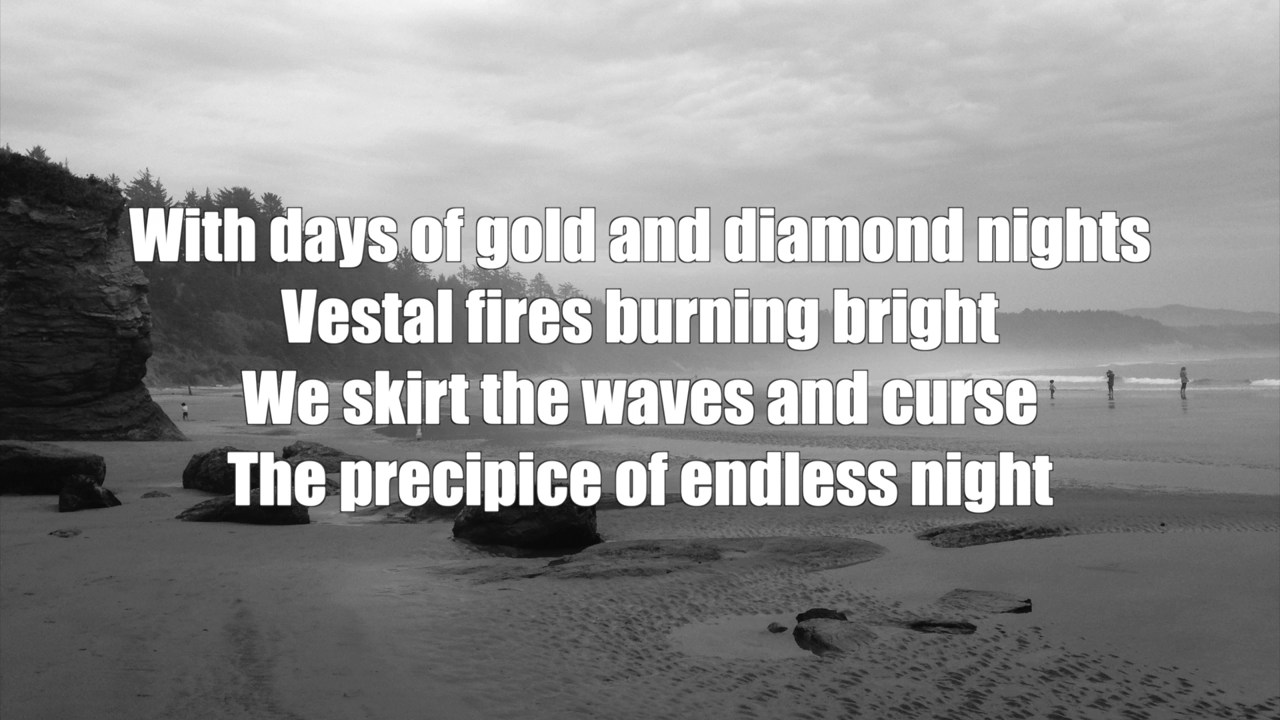 With days of gold and diamond nights
Vestal fires burning bright
We skirt the waves and curse
The precipice of endless night